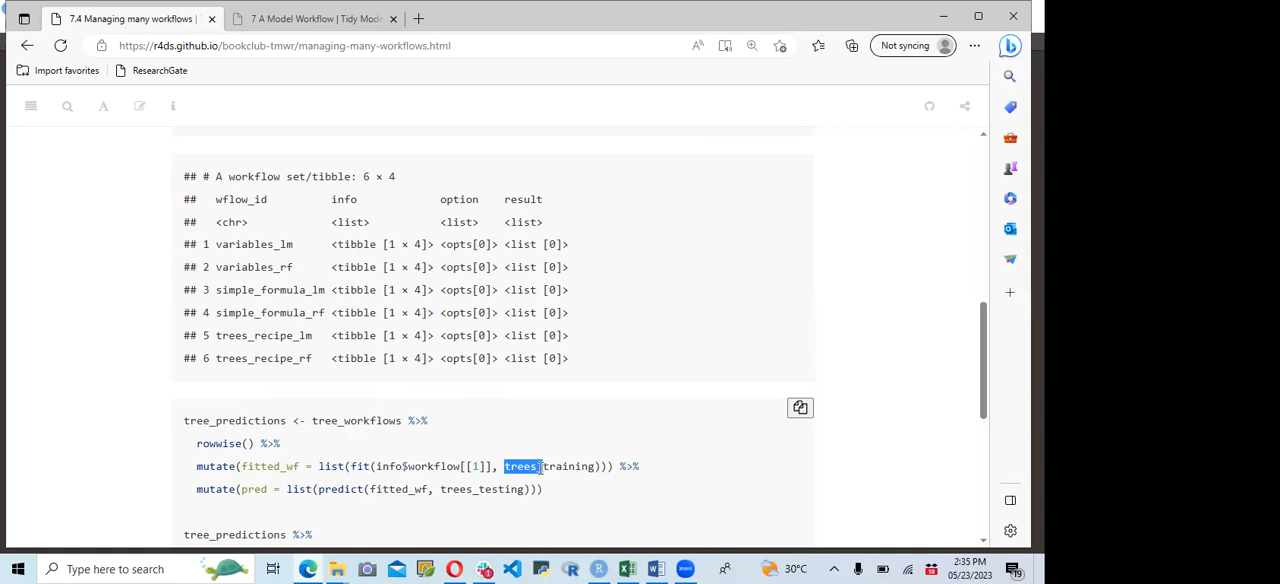 7.4 Managing many workflows | T
7 A Model Workflow | Tidy Mode
https://r4ds.github.io/bookclub-tmwr/managing-many-workflows.html
Not syncing
Import favorites
ResearchGate
## # A workflow set/tibble: 6 × 4
## wflow_id info option result
## <chr> <list> <list> <list>
## 1 variables_lm <tibble [1 × 4]> <opts[0]> <list [0]>
## 2 variables_rf <tibble [1 × 4]> <opts[0]> <list [0]>
## 3 simple_formula_lm <tibble [1 × 4]> <opts[0]> <list [0]>
## 4 simple_formula_rf <tibble [1 × 4]> <opts[0]> <list [0]>
## 5 trees_recipe_lm <tibble [1 × 4]> <opts[0]> <list [0]>
## 6 trees_recipe_rf <tibble [1 × 4]> <opts[0]> <list [0]>
tree_predictions <- tree_workflows %>%
rowwise() %>%
mutate(fitted_wf = list(fit(info$workflow[[1]], trees_training))) %>%
mutate(pred = list(predict(fitted_wf, trees_testing)))
tree_predictions %>%
Type here to search
30°C
2:35 PM
05/23/2023
19